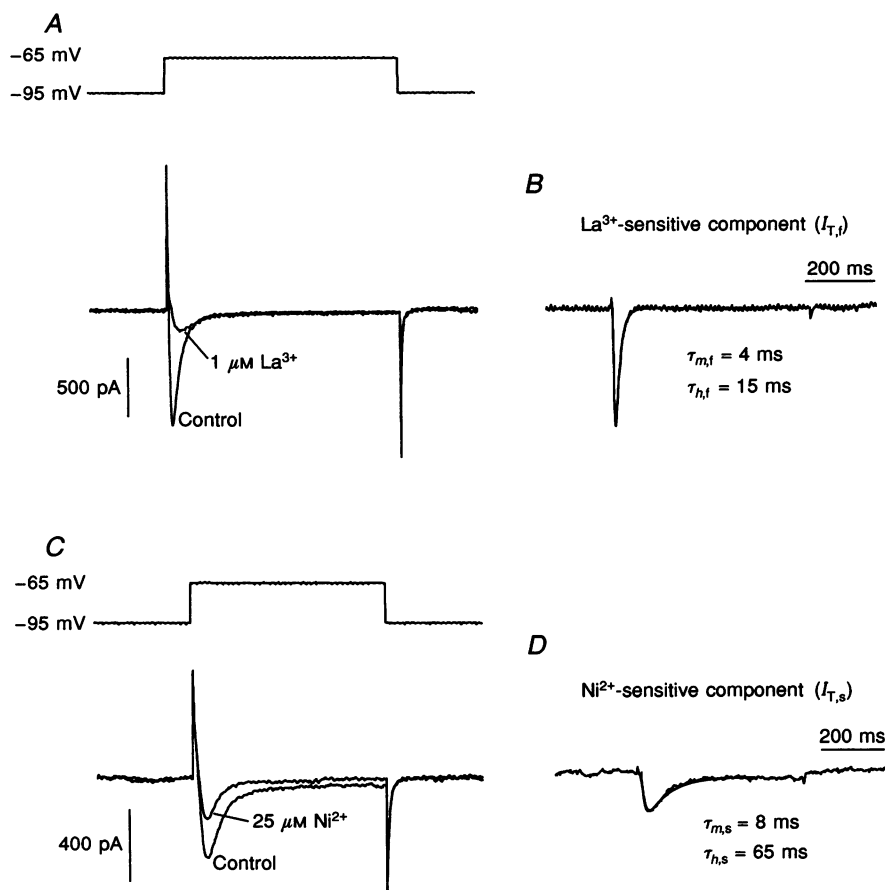 A
−65 mV
−95 mV
B
La³⁺-sensitive component (I_T,f)
200 ms
1 μM La³⁺
τ_m,f = 4 ms
τ_h,f = 15 ms
500 pA
Control
C
−65 mV
−95 mV
D
Ni²⁺-sensitive component (I_T,s)
200 ms
25 μM Ni²⁺
τ_m,s = 8 ms
τ_h,s = 65 ms
400 pA
Control